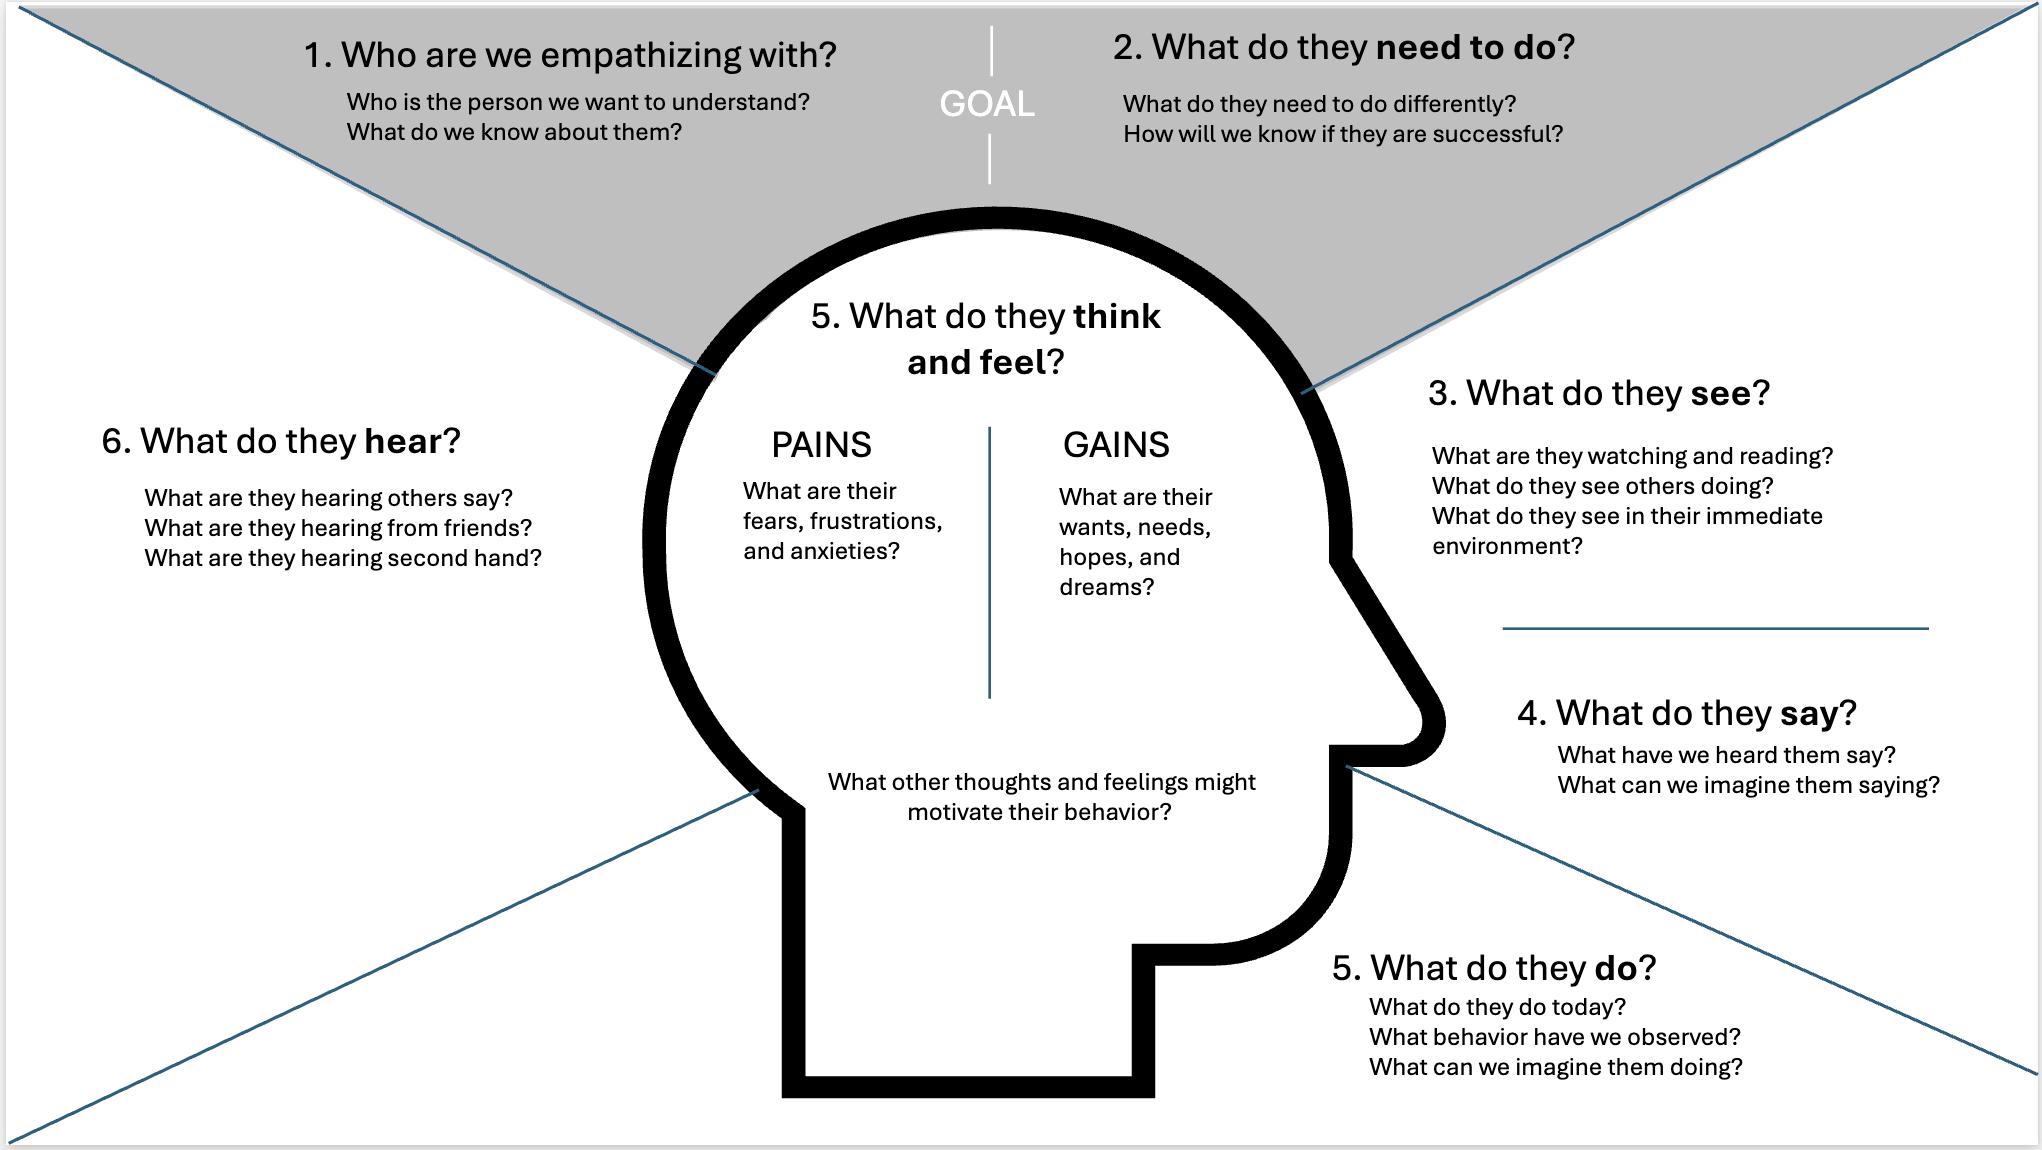 1. Who are we empathizing with?
Who is the person we want to understand?
What do we know about them?
GOAL
2. What do they need to do?
What do they need to do differently?
How will we know if they are successful?
3. What do they see?
What are they watching and reading?
What do they see others doing?
What do they see in their immediate
environment?
4. What do they say?
What have we heard them say?
What can we imagine them saying?
5. What do they do?
What do they do today?
What behavior have we observed?
What can we imagine them doing?
6. What do they hear?
What are they hearing others say?
What are they hearing from friends?
What are they hearing second hand?
5. What do they think
and feel?
PAINS
What are their
fears, frustrations,
and anxieties?
GAINS
What are their
wants, needs,
hopes, and
dreams?
What other thoughts and feelings might
motivate their behavior?